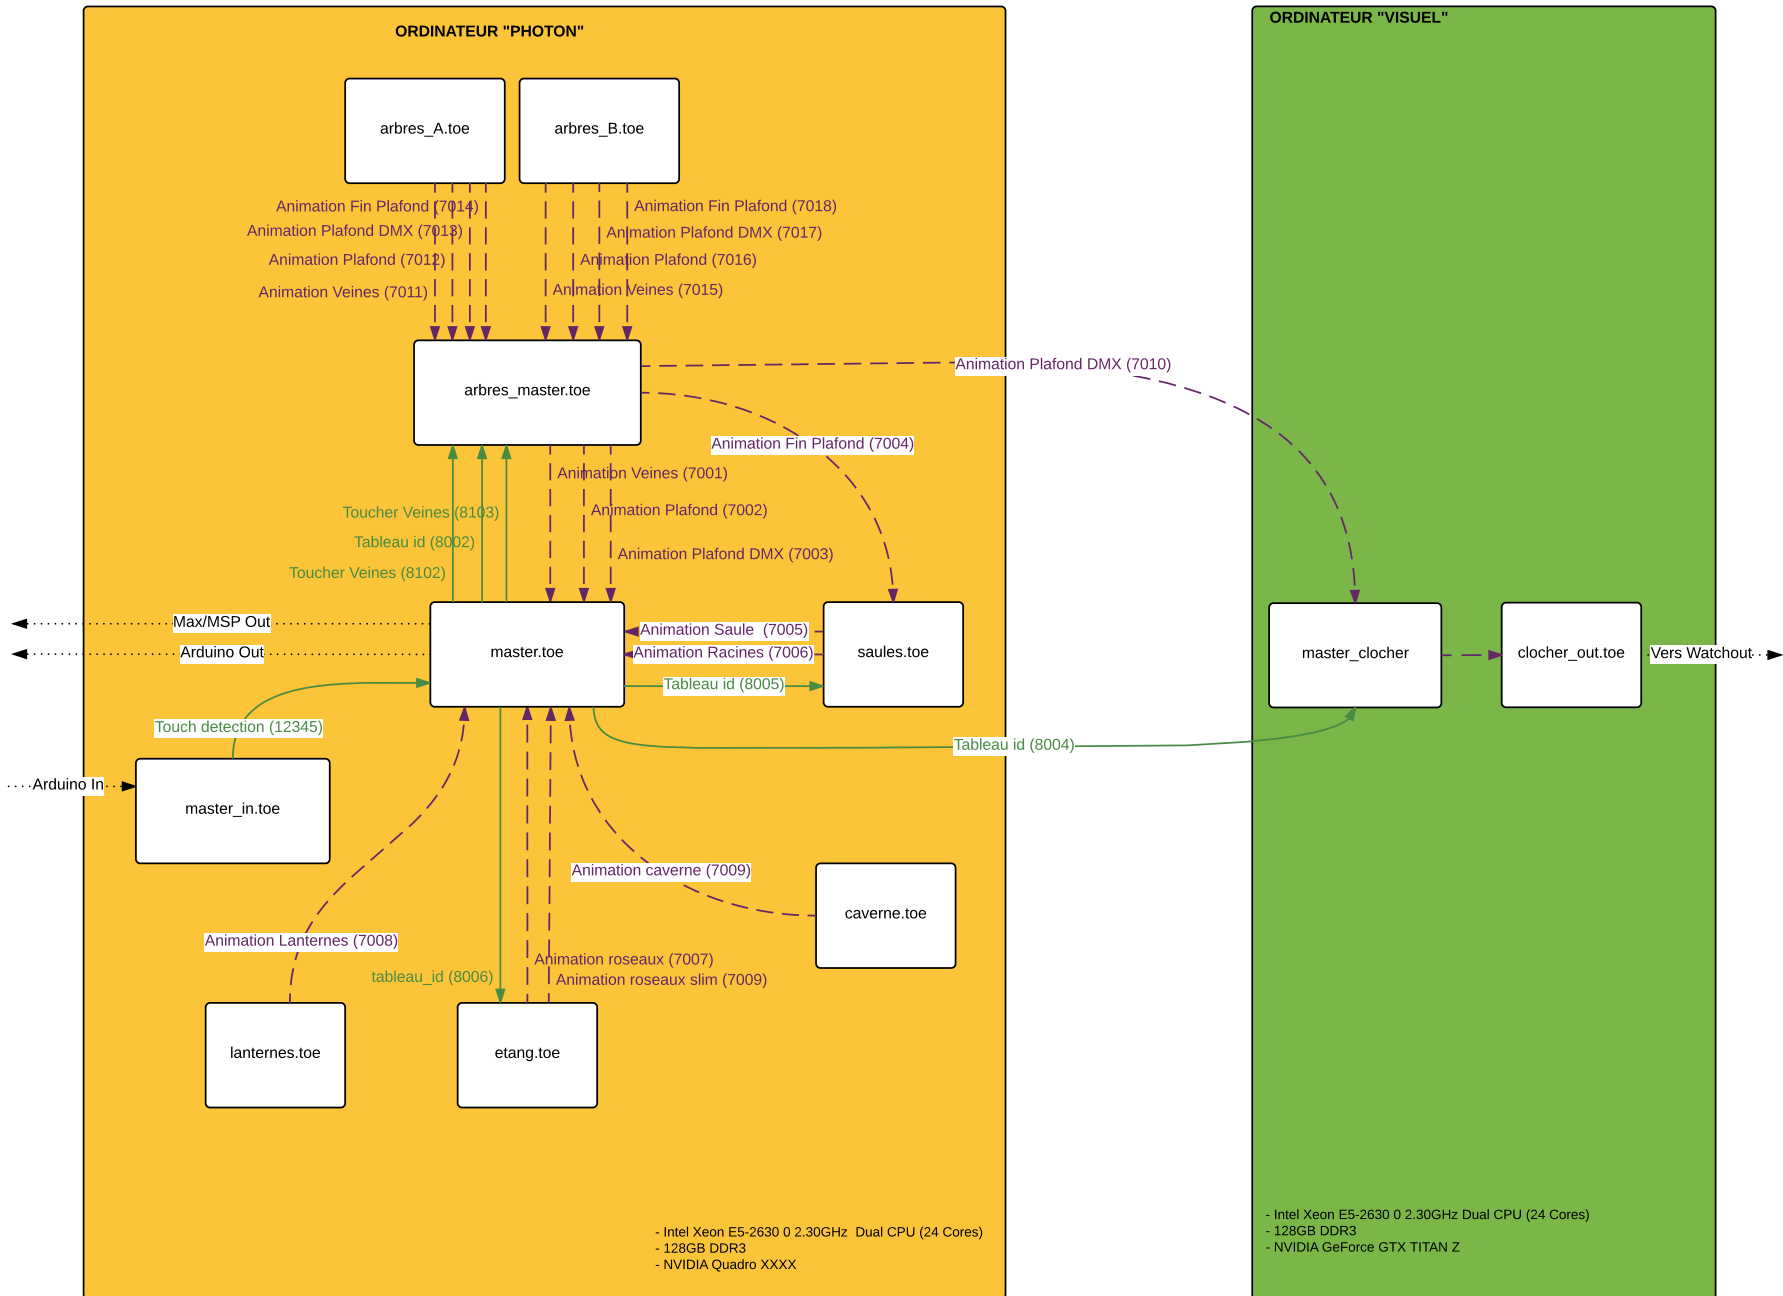 ORDINATEUR "PHOTON"
ORDINATEUR "VISUEL"
arbres_A.toe
arbres_B.toe
Animation Fin Plafond (7014)
Animation Fin Plafond (7018)
Animation Plafond DMX (7013)
Animation Plafond DMX (7017)
Animation Plafond (7012)
Animation Plafond (7016)
Animation Veines (7011)
Animation Veines (7015)
Animation Plafond DMX (7010)
arbres_master.toe
Animation Fin Plafond (7004)
Animation Veines (7001)
Toucher Veines (8103)
Animation Plafond (7002)
Tableau id (8002)
Animation Plafond DMX (7003)
Toucher Veines (8102)
Max/MSP Out
Animation Saule  (7005)
Arduino Out
master.toe
Animation Racines (7006)
saules.toe
master_clocher
clocher_out.toe
Vers Watchout
Tableau id (8005)
Touch detection (12345)
Tableau id (8004)
Arduino In
master_in.toe
Animation caverne (7009)
caverne.toe
Animation Lanternes (7008)
Animation roseaux (7007)
tableau_id (8006)
Animation roseaux slim (7009)
lanternes.toe
etang.toe
- Intel Xeon E5-2630 0 2.30GHz  Dual CPU (24 Cores)
- 128GB DDR3
- NVIDIA Quadro XXXX
- Intel Xeon E5-2630 0 2.30GHz Dual CPU (24 Cores)
- 128GB DDR3
- NVIDIA GeForce GTX TITAN Z